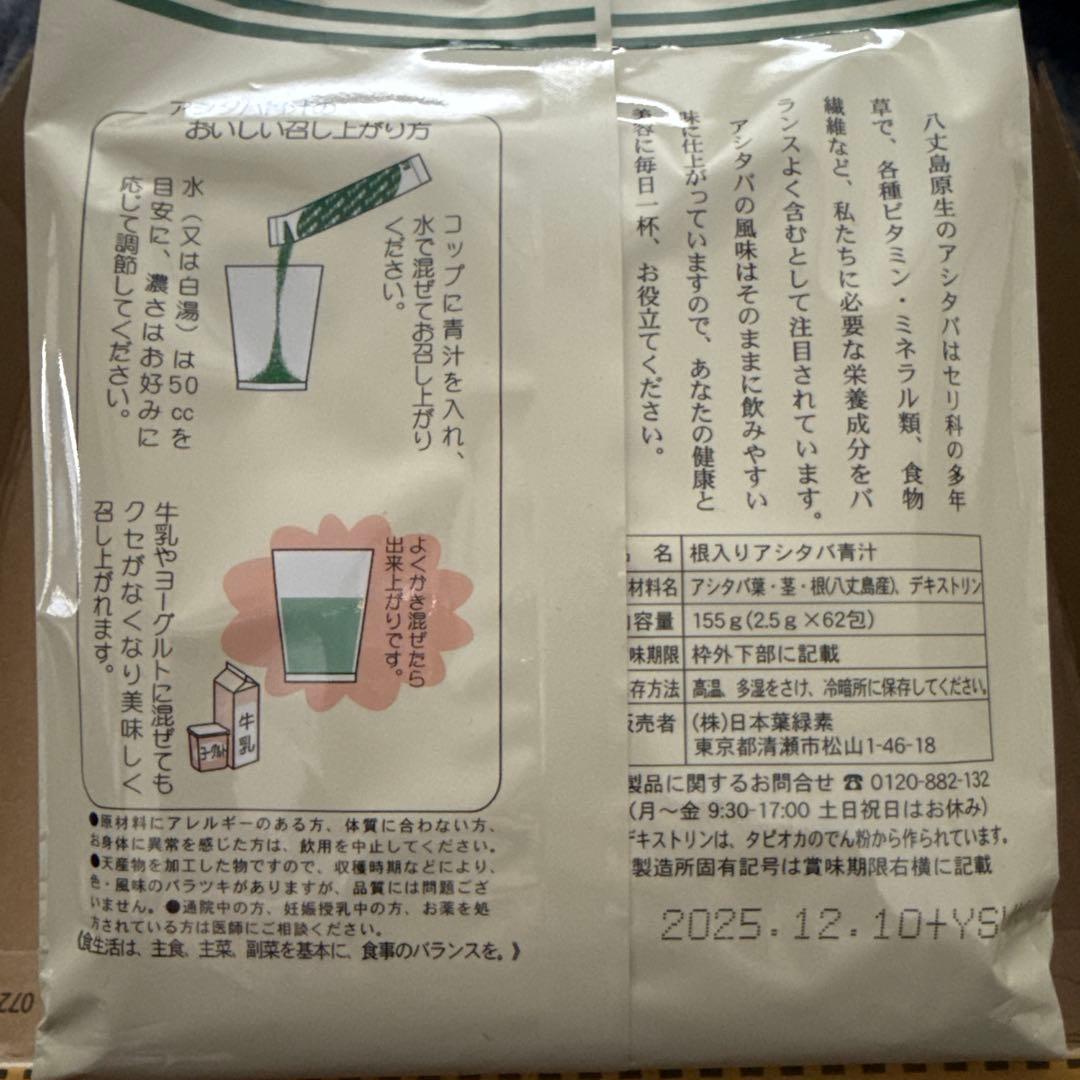 アシタバ青汁の
おいしい召し上がり方
コップに青汁を入れ、
水で混ぜてお召し上がり
ください。
水（又は白湯）は50ccを
目安に、濃さはお好みに
応じて調節してください。
よくかき混ぜたら
出来上がりです。
牛乳やヨーグルトに混ぜても
クセがなくなり美味しく
召し上がれます。
牛乳
ヨーグルト
●原材料にアレルギーのある方、体質に合わない方、
お身体に異常を感じた方は、飲用を中止してください。
●天産物を加工した物ですので、収穫時期などにより、
色・風味のバラツキがありますが、品質には問題ござ
いません。●通院中の方、妊娠授乳中の方、お薬を処
方されている方は医師にご相談ください。
《食生活は、主食、主菜、副菜を基本に、食事のバランスを。》
八丈島原生のアシタバはセリ科の多年
草で、各種ビタミン・ミネラル類、食物
繊維など、私たちに必要な栄養成分をバ
ランスよく含むとして注目されています。
アシタバの風味はそのままに飲みやすい
味に仕上がっていますので、あなたの健康と
美容に毎日一杯、お役立てください。
名 根入りアシタバ青汁
材料名 アシタバ葉・茎・根(八丈島産)、デキストリン
容量 155g(2.5g×62包)
味期限 枠外下部に記載
存方法 高温、多湿をさけ、冷暗所に保存してください。
売者 (株)日本葉緑素
東京都清瀬市松山1-46-18
製品に関するお問合せ ☎ 0120-882-132
(月〜金 9:30-17:00 土日祝日はお休み)
デキストリンは、タピオカのでん粉から作られています。
製造所固有記号は賞味期限右横に記載
2025.12.10+YS
072